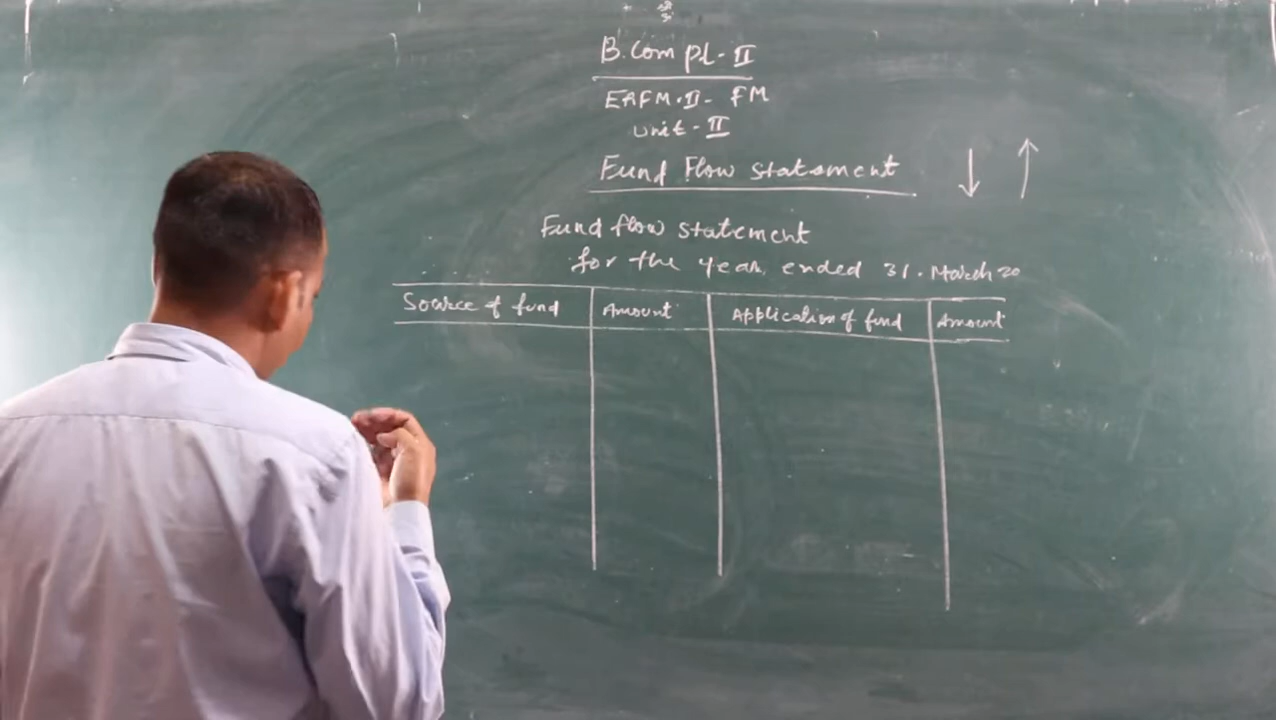 B.Com pt-II
EAFM.II- FM
Unit-II
Fund Flow Statement
Fund flow statement
for the year ended 31. March 20
Source of fund Amount Application of fund Amount